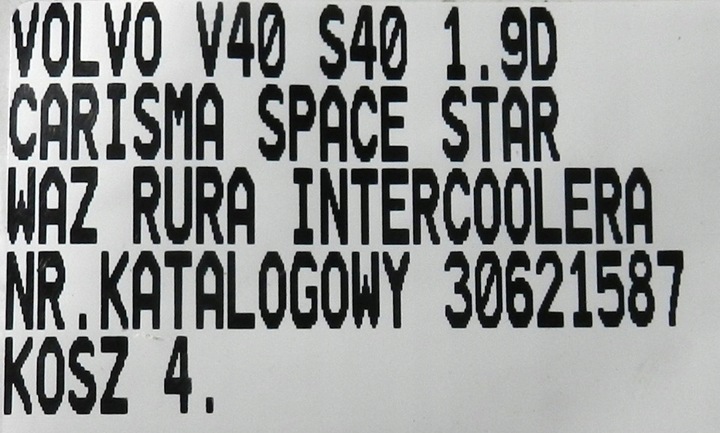 VOLVO V40 S40 1.9D
CARISMA SPACE STAR
WAZ RURA INTERCOOLERA
NR.KATALOGOWY 30621587
KOSZ 4.